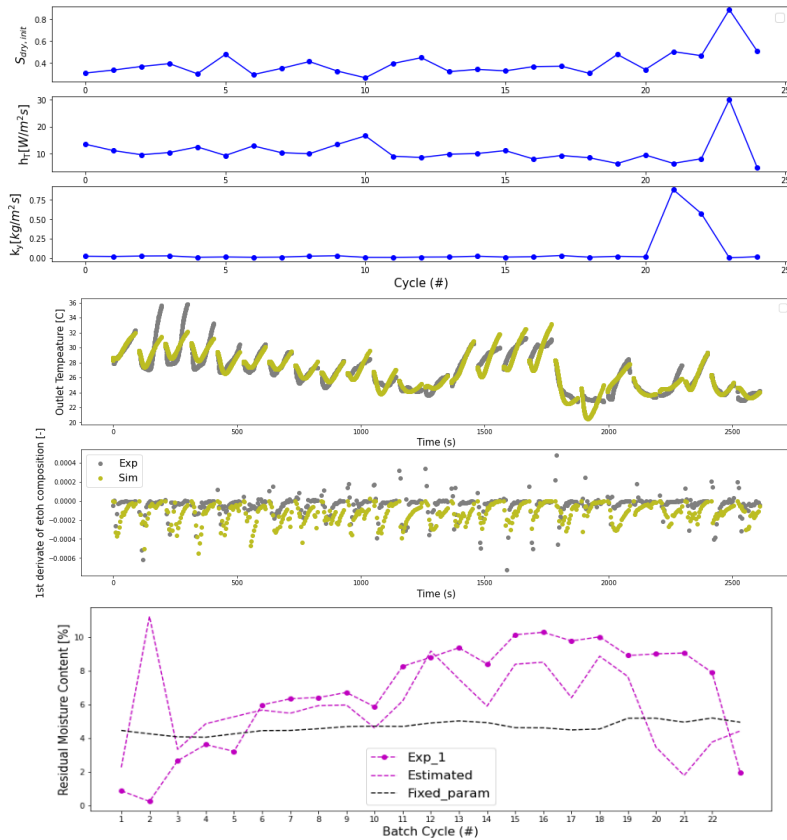 S_dry, init
0.8
0.6
0.4
0 5 10 15 20 25
h_T[W/m²s]
30
20
10
0 5 10 15 20 25
k_y[kg/m²s]
0.75
0.50
0.25
0.00
0 5 10 15 20 25
Cycle (#)
Outlet Tempeature [C]
36
34
32
30
28
26
24
22
20
0 500 1000 1500 2000 2500
Time (s)
1st derivate of etoh composition [-]
0.0004
0.0002
0.0000
−0.0002
−0.0004
−0.0006
Exp
Sim
0 500 1000 1500 2000 2500
Time (s)
Residual Moisture Content [%]
10
8
6
4
2
0
Exp_1
Estimated
Fixed_param
1 2 3 4 5 6 7 8 9 10 11 12 13 14 15 16 17 18 19 20 21 22
Batch Cycle (#)